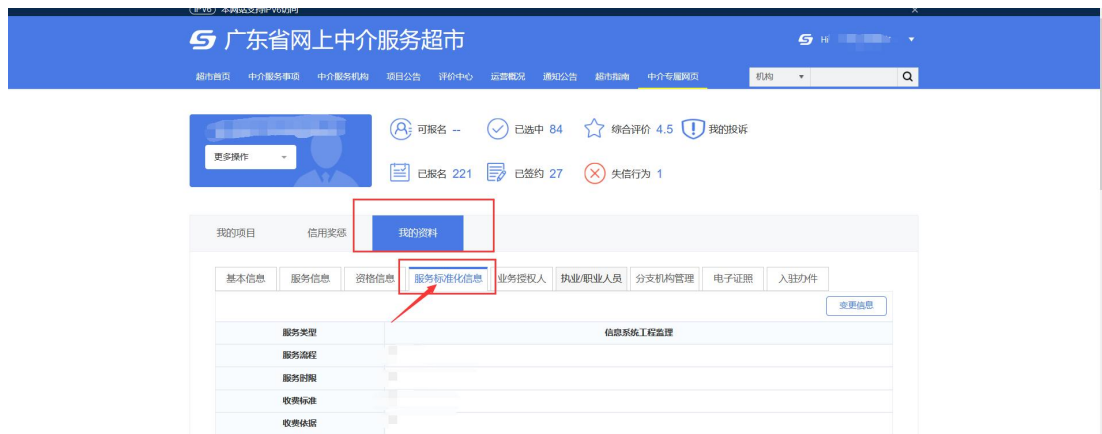 IPv6 本网站支持IPv6访问
广东省网上中介服务超市
Hi
超市首页 中介服务事项 中介服务机构 项目公告 评价中心 运营概况 通知公告 超市指南 中介专属网页 机构
可报名 -- 已选中 84 综合评价 4.5 我的投诉
更多操作
已报名 221 已签约 27 失信行为 1
我的项目 信用奖惩 我的资料
基本信息 服务信息 资格信息 服务标准化信息 业务授权人 执业/职业人员 分支机构管理 电子证照 入驻办件
变更信息
服务类型 信息系统工程监理
服务流程
服务时限
收费标准
收费依据